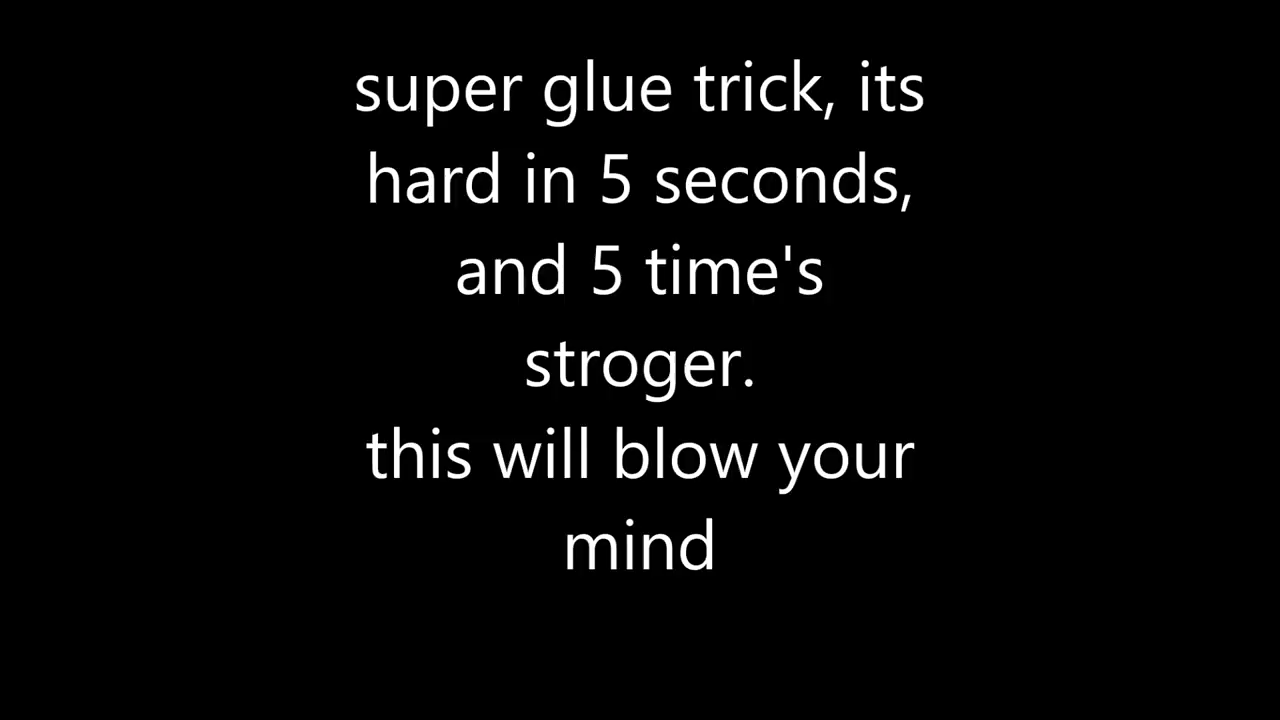 super glue trick, its
hard in 5 seconds,
and 5 time's
stroger.
this will blow your
mind